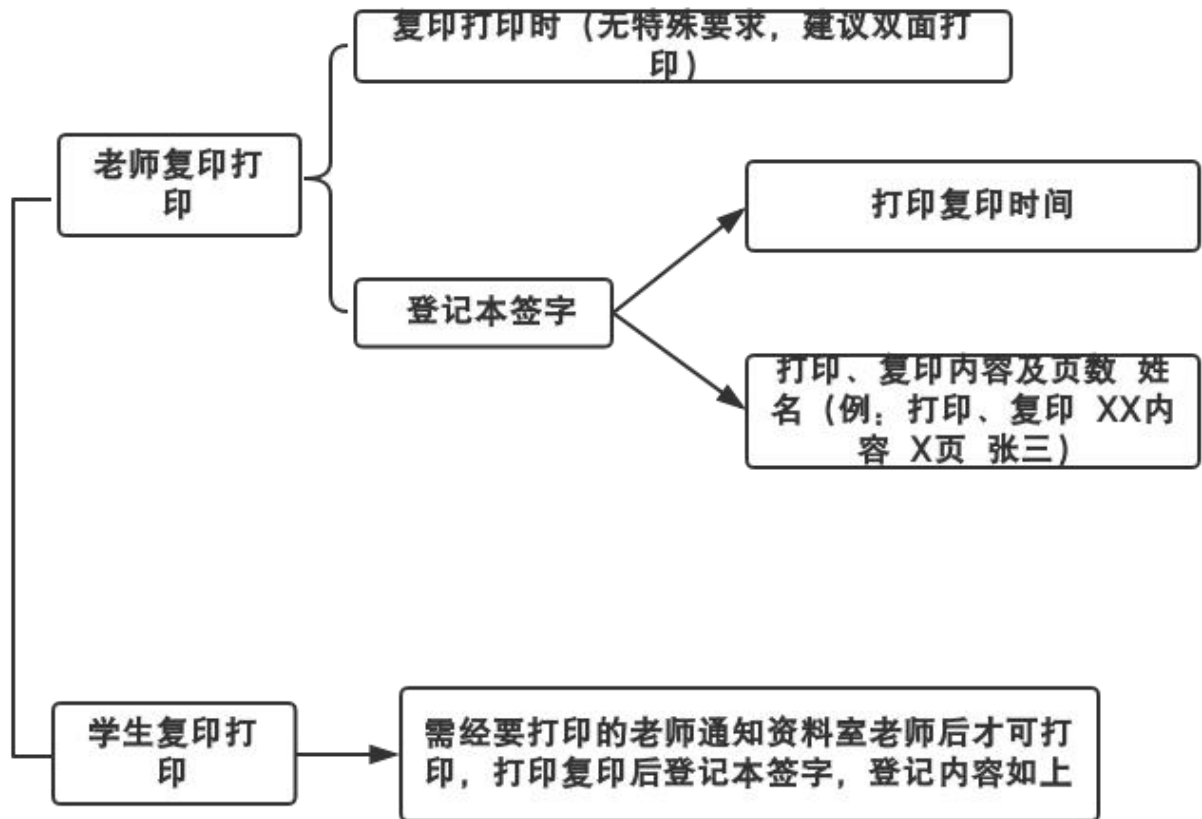 复印打印时（无特殊要求，建议双面打
印）
老师复印打
印
打印复印时间
登记本签字
打印、复印内容及页数 姓
名（例：打印、复印 XX内
容 X页 张三）
学生复印打
印
需经要打印的老师通知资料室老师后才可打
印，打印复印后登记本签字，登记内容如上